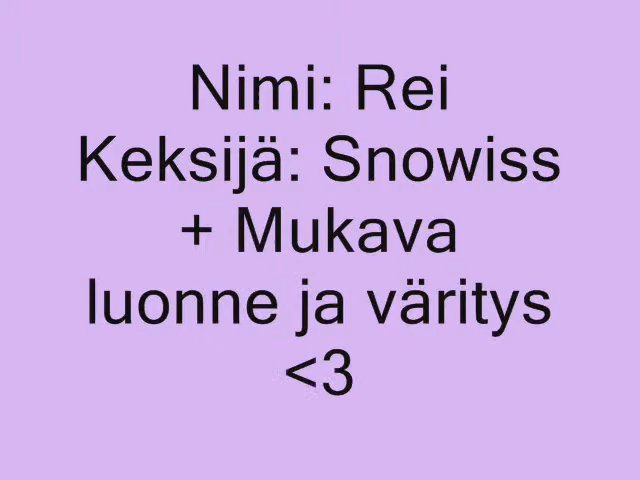 Nimi: Rei
Keksijä: Snowiss
+ Mukava
luonne ja väritys
<3